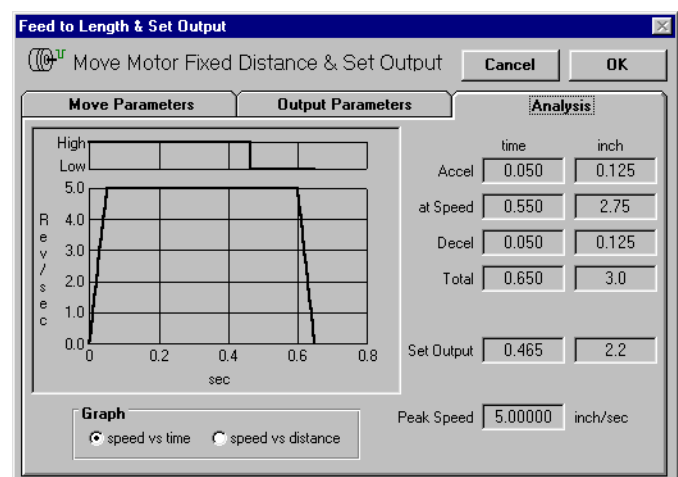 Feed to Length & Set Output
Move Motor Fixed Distance & Set Output
Cancel
OK
Move Parameters
Output Parameters
Analysis
High
Low
5.0
4.0
3.0
2.0
1.0
0.0
Rev/sec
0 0.2 0.4 0.6 0.8
sec
time inch
Accel 0.050 0.125
at Speed 0.550 2.75
Decel 0.050 0.125
Total 0.650 3.0
Set Output 0.465 2.2
Peak Speed 5.00000 inch/sec
Graph
speed vs time speed vs distance